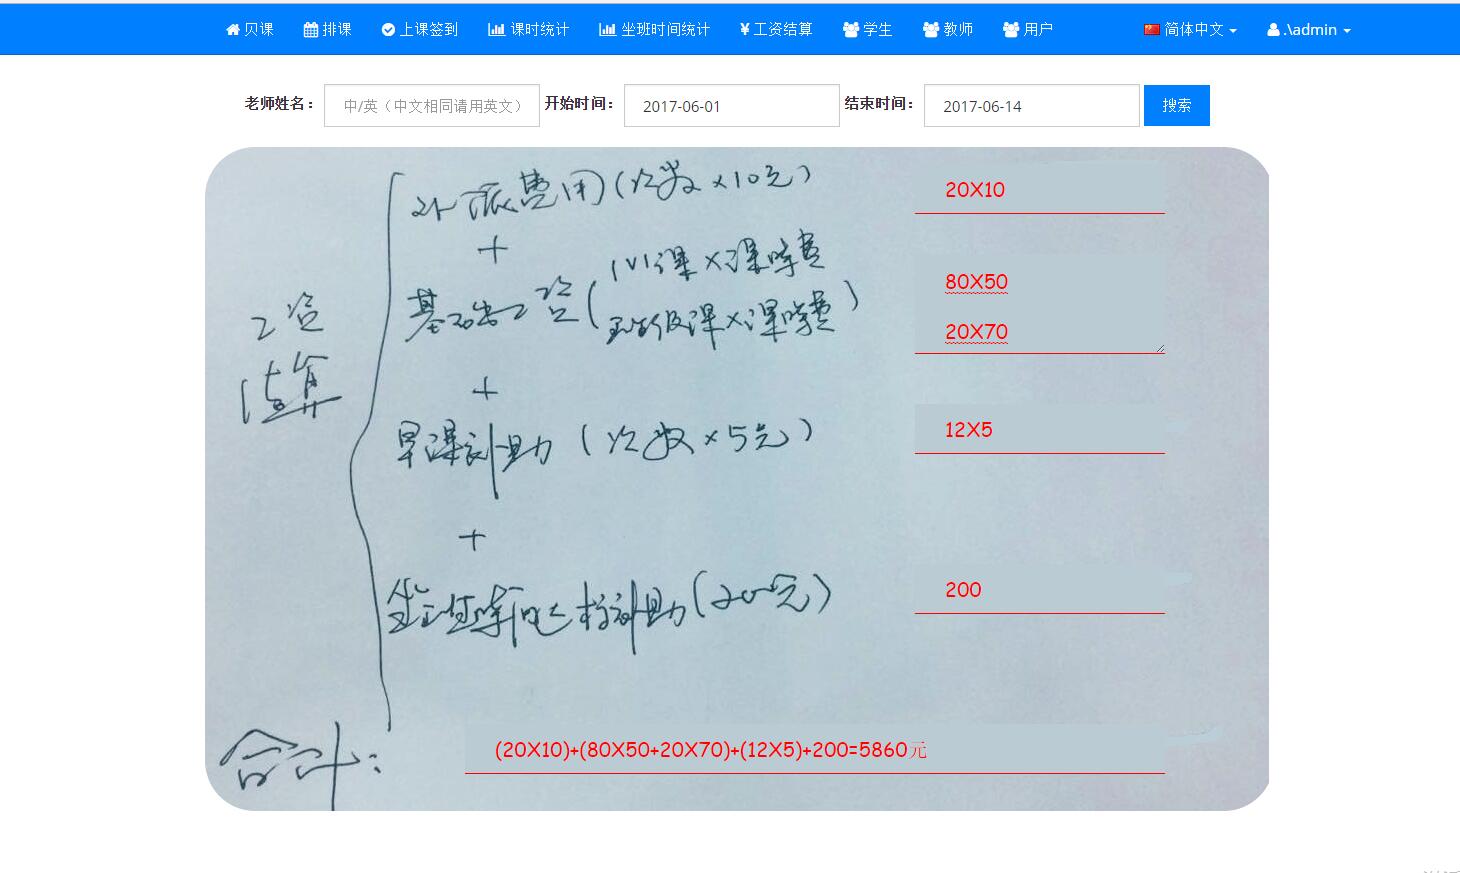 贝课 排课 上课签到 课时统计 坐班时间统计 ¥工资结算 学生 教师 用户 简体中文 .\admin
老师姓名： 中/英（中文相同请用英文） 开始时间： 2017-06-01 结束时间： 2017-06-14 搜索
费用(次数×10元) 20X10
+
基础工资( 1V1课×课时费 80X50
班级课×课时费) 20X70
工资
结算
+
早课补助(次数×5元) 12X5
+
坐班时间达标补助(200元) 200
合计: (20X10)+(80X50+20X70)+(12X5)+200=5860元